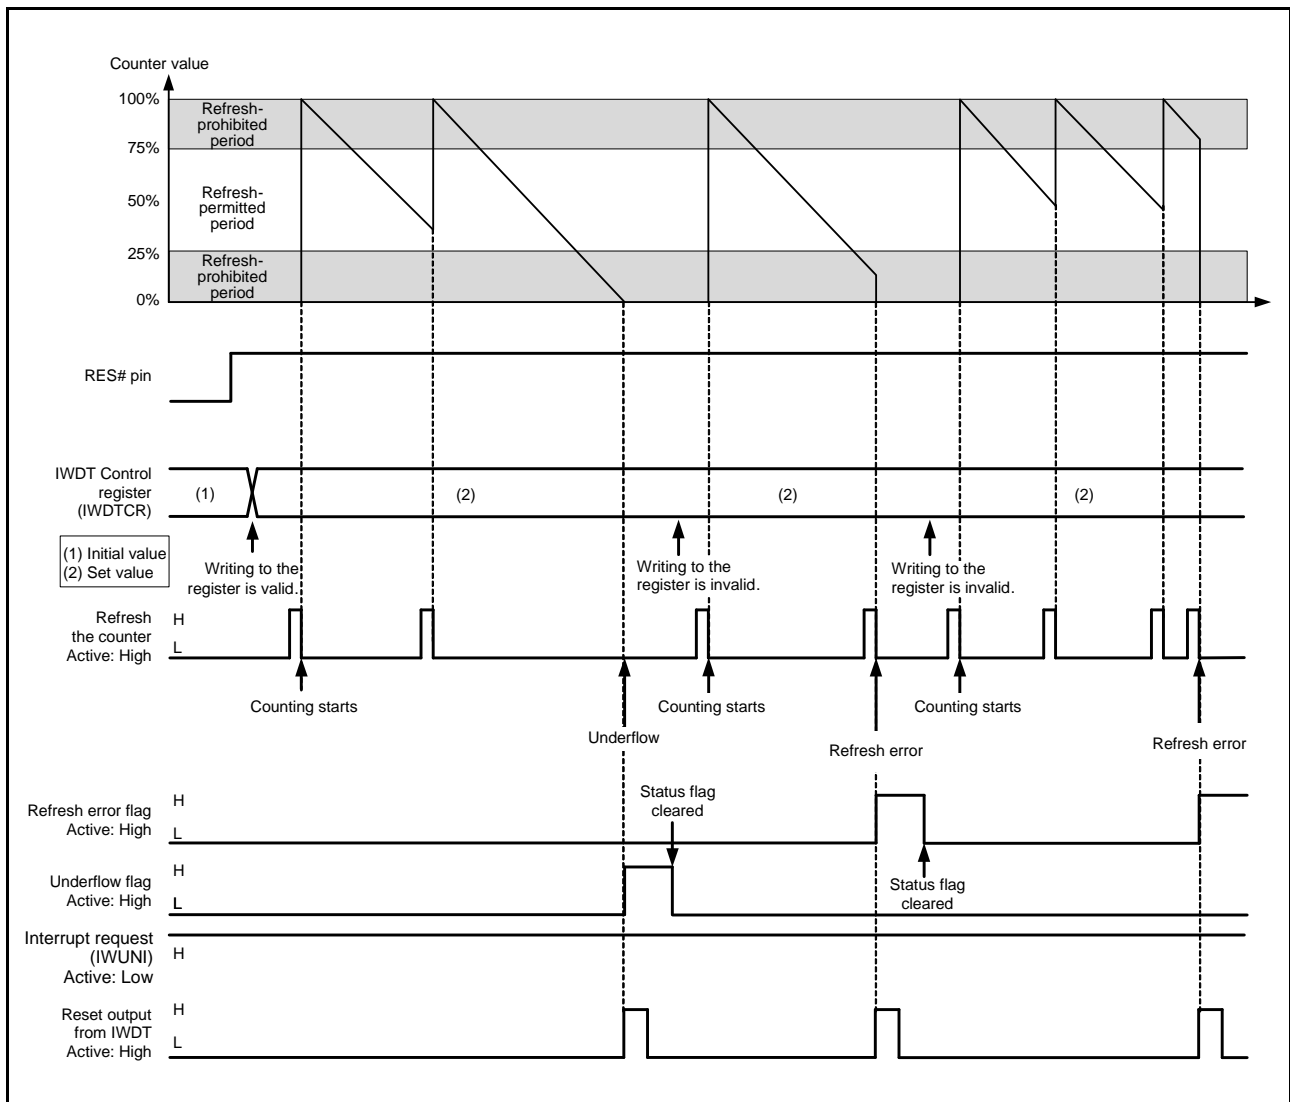 Counter value
100%
Refresh-
prohibited
period
75%
50%
Refresh-
permitted
period
25%
Refresh-
prohibited
period
0%
RES# pin
IWDT Control
register
(IWDTCR)
(1)
(2)
(2)
(2)
(1) Initial value
(2) Set value
Writing to the
register is valid.
Writing to the
register is invalid.
Writing to the
register is invalid.
Refresh
the counter
Active: High
H
L
Counting starts
Counting starts
Counting starts
Underflow
Refresh error
Refresh error
Refresh error flag
Active: High
H
L
Status flag
cleared
Underflow flag
Active: High
H
L
Status flag
cleared
Interrupt request
(IWUNI)
Active: Low
H
Reset output
from IWDT
Active: High
H
L